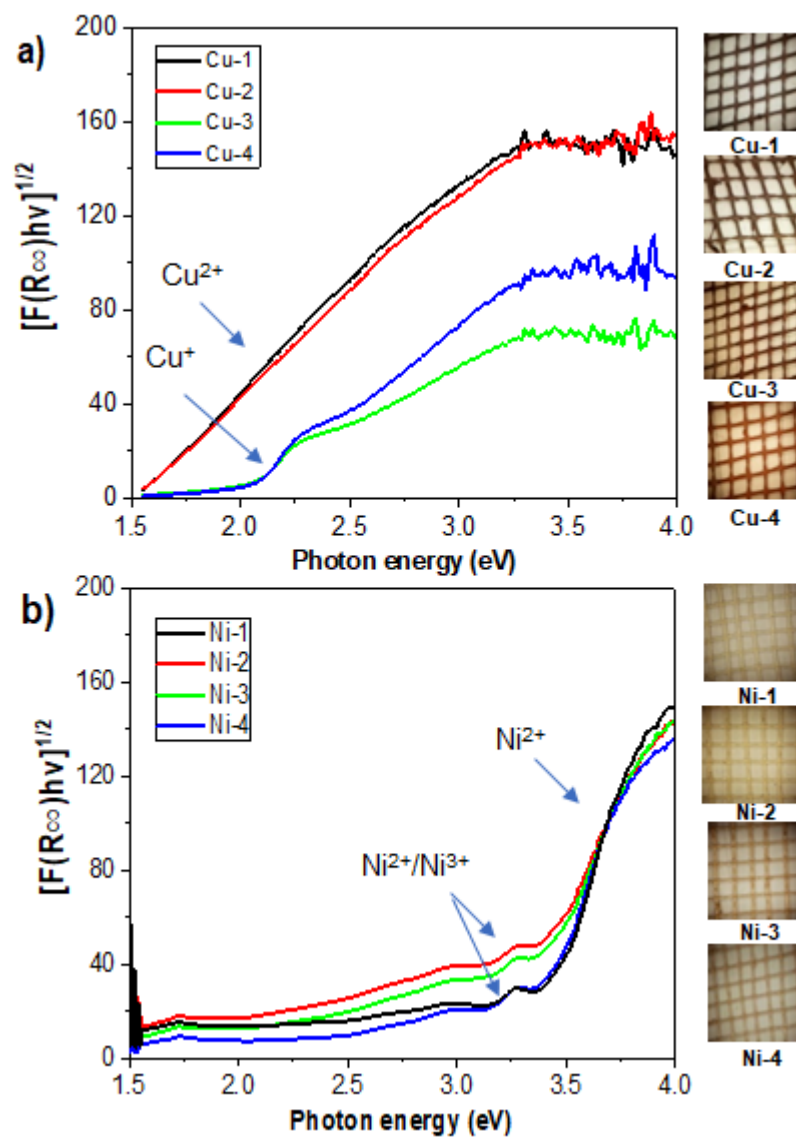 a)
200
160
120
80
40
0
[F(R∞)hv]1/2
Cu-1
Cu-2
Cu-3
Cu-4
Cu2+
Cu+
1.5 2.0 2.5 3.0 3.5 4.0
Photon energy (eV)
Cu-1
Cu-2
Cu-3
Cu-4
b)
200
160
120
80
40
0
[F(R∞)hv]1/2
Ni-1
Ni-2
Ni-3
Ni-4
Ni2+
Ni2+/Ni3+
1.5 2.0 2.5 3.0 3.5 4.0
Photon energy (eV)
Ni-1
Ni-2
Ni-3
Ni-4